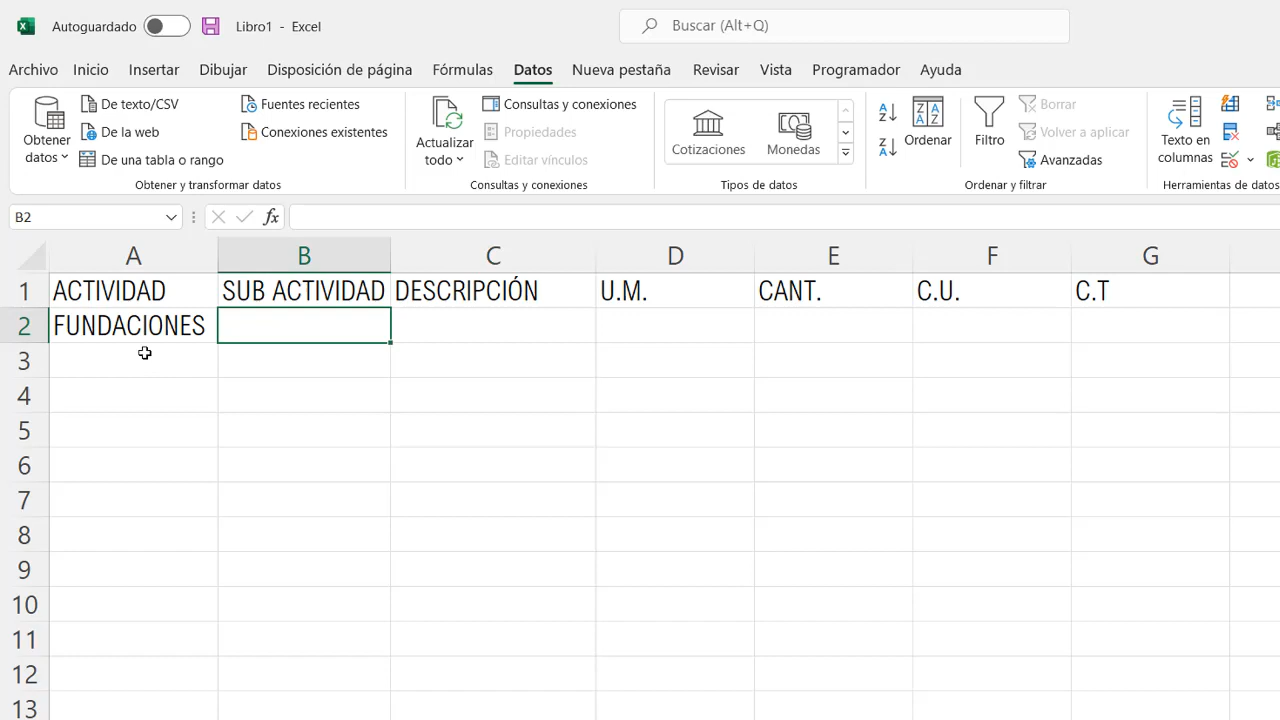 Autoguardado Libro1 - Excel Buscar (Alt+Q)
Archivo Inicio Insertar Dibujar Disposición de página Fórmulas Datos Nueva pestaña Revisar Vista Programador Ayuda
Obtener datos
De texto/CSV
De la web
De una tabla o rango
Fuentes recientes
Conexiones existentes
Obtener y transformar datos
Actualizar todo
Consultas y conexiones
Propiedades
Editar vínculos
Consultas y conexiones
Cotizaciones
Monedas
Tipos de datos
Ordenar
Filtro
Borrar
Volver a aplicar
Avanzadas
Ordenar y filtrar
Texto en
columnas
Herramientas de datos
B2 fx
A B C D E F G
1 ACTIVIDAD SUB ACTIVIDAD DESCRIPCIÓN U.M. CANT. C.U. C.T
2 FUNDACIONES
3
4
5
6
7
8
9
10
11
12
13